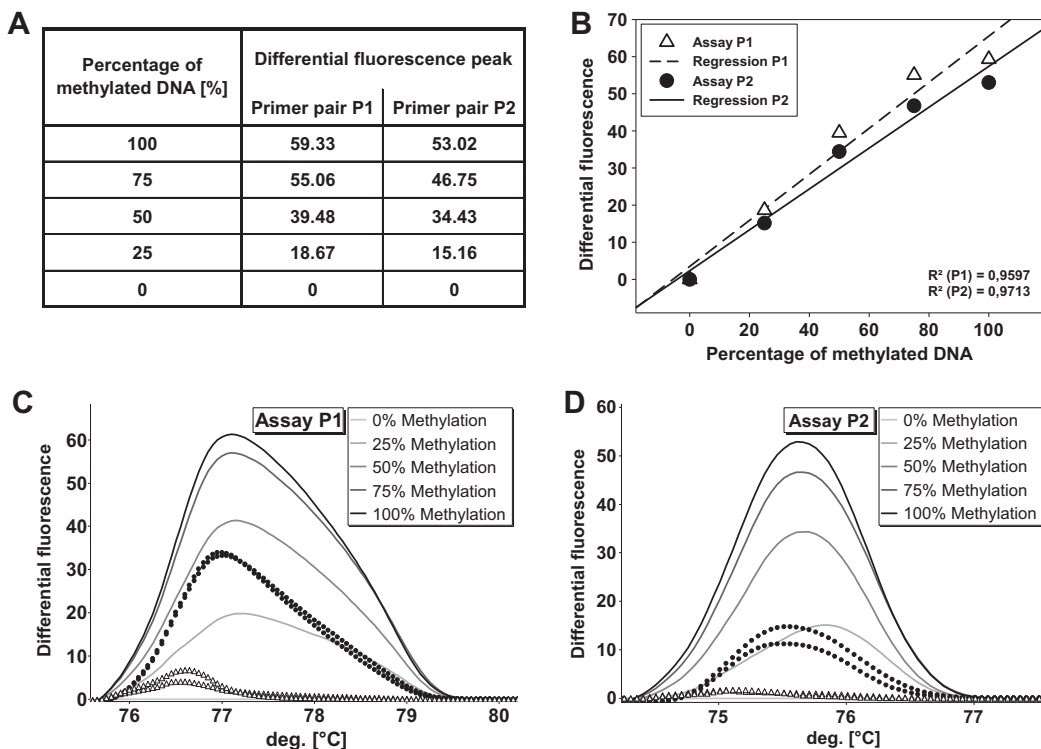 A
Percentage of methylated DNA [%]
Differential fluorescence peak
Primer pair P1 Primer pair P2
100 59.33 53.02
75 55.06 46.75
50 39.48 34.43
25 18.67 15.16
0 0 0
B
70
60
50
40
30
20
10
0
Differential fluorescence
Assay P1
Regression P1
Assay P2
Regression P2
R² (P1) = 0,9597
R² (P2) = 0,9713
0 20 40 60 80 100
Percentage of methylated DNA
C
Assay P1
0% Methylation
25% Methylation
50% Methylation
75% Methylation
100% Methylation
60
50
40
30
20
10
0
Differential fluorescence
76 77 78 79 80
deg. [°C]
D
Assay P2
0% Methylation
25% Methylation
50% Methylation
75% Methylation
100% Methylation
60
50
40
30
20
10
0
Differential fluorescence
75 76 77
deg. [°C]